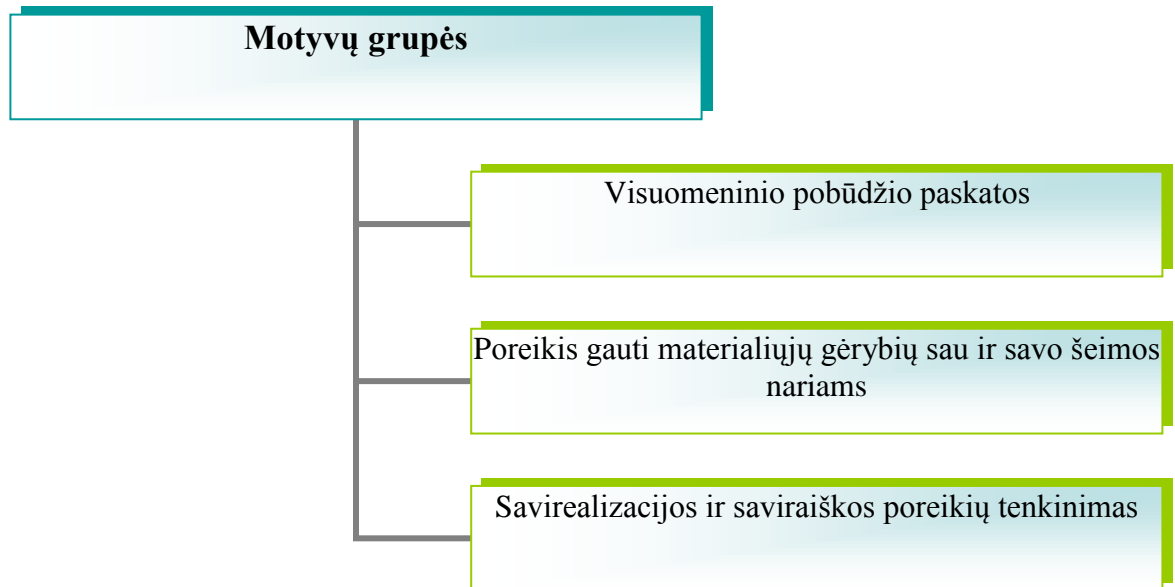 Motyvų grupės
Visuomeninio pobūdžio paskatos
Poreikis gauti materialiųjų gėrybių sau ir savo šeimos
nariams
Savirealizacijos ir saviraiškos poreikių tenkinimas